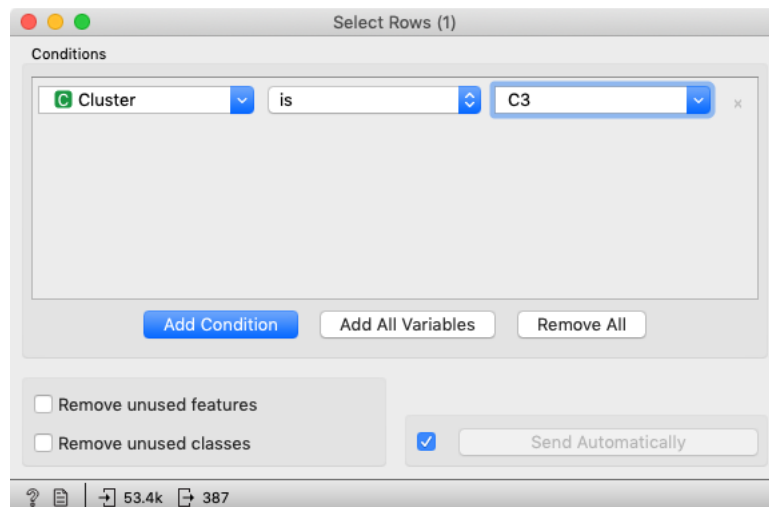 Select Rows (1)
Conditions
C Cluster is C3 ×
Add Condition Add All Variables Remove All
Remove unused features
Remove unused classes Send Automatically
? 53.4k 387